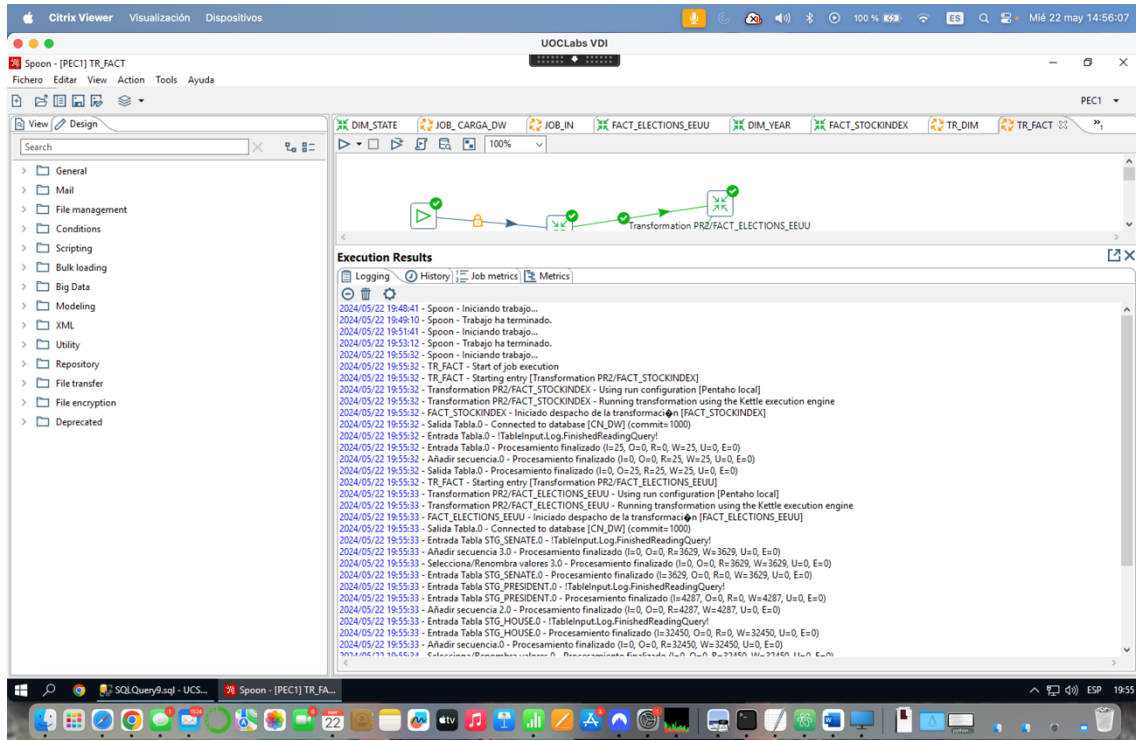 Citrix Viewer Visualización Dispositivos 100 % ES Mié 22 may 14:56:07
UOCLabs VDI
Spoon - [PEC1] TR_FACT
Fichero Editar View Action Tools Ayuda
PEC1
View Design
DIM_STATE JOB_CARGA_DW JOB_IN FACT_ELECTIONS_EEUU DIM_YEAR FACT_STOCKINDEX TR_DIM TR_FACT »1
Search
100%
General
Mail
File management
Conditions
Scripting
Bulk loading
Big Data
Modeling
XML
Utility
Repository
File transfer
File encryption
Deprecated
Transformation PR2/FACT_ELECTIONS_EEUU
Execution Results
Logging History Job metrics Metrics
2024/05/22 19:48:41 - Spoon - Iniciando trabajo...
2024/05/22 19:49:10 - Spoon - Trabajo ha terminado.
2024/05/22 19:51:41 - Spoon - Iniciando trabajo...
2024/05/22 19:53:12 - Spoon - Trabajo ha terminado.
2024/05/22 19:55:32 - Spoon - Iniciando trabajo...
2024/05/22 19:55:32 - TR_FACT - Start of job execution
2024/05/22 19:55:32 - TR_FACT - Starting entry [Transformation PR2/FACT_STOCKINDEX]
2024/05/22 19:55:32 - Transformation PR2/FACT_STOCKINDEX - Using run configuration [Pentaho local]
2024/05/22 19:55:32 - Transformation PR2/FACT_STOCKINDEX - Running transformation using the Kettle execution engine
2024/05/22 19:55:32 - FACT_STOCKINDEX - Iniciado despacho de la transformaci�n [FACT_STOCKINDEX]
2024/05/22 19:55:32 - Salida Tabla.0 - Connected to database [CN_DW] (commit=1000)
2024/05/22 19:55:32 - Entrada Tabla.0 - !TableInput.Log.FinishedReadingQuery!
2024/05/22 19:55:32 - Entrada Tabla.0 - Procesamiento finalizado (I=25, O=0, R=0, W=25, U=0, E=0)
2024/05/22 19:55:32 - Añadir secuencia.0 - Procesamiento finalizado (I=0, O=0, R=25, W=25, U=0, E=0)
2024/05/22 19:55:32 - Salida Tabla.0 - Procesamiento finalizado (I=0, O=25, R=25, W=25, U=0, E=0)
2024/05/22 19:55:32 - TR_FACT - Starting entry [Transformation PR2/FACT_ELECTIONS_EEUU]
2024/05/22 19:55:33 - Transformation PR2/FACT_ELECTIONS_EEUU - Using run configuration [Pentaho local]
2024/05/22 19:55:33 - Transformation PR2/FACT_ELECTIONS_EEUU - Running transformation using the Kettle execution engine
2024/05/22 19:55:33 - FACT_ELECTIONS_EEUU - Iniciado despacho de la transformaci�n [FACT_ELECTIONS_EEUU]
2024/05/22 19:55:33 - Salida Tabla.0 - Connected to database [CN_DW] (commit=1000)
2024/05/22 19:55:33 - Entrada Tabla STG_SENATE.0 - !TableInput.Log.FinishedReadingQuery!
2024/05/22 19:55:33 - Añadir secuencia 3.0 - Procesamiento finalizado (I=0, O=0, R=3629, W=3629, U=0, E=0)
2024/05/22 19:55:33 - Selecciona/Renombra valores 3.0 - Procesamiento finalizado (I=0, O=0, R=3629, W=3629, U=0, E=0)
2024/05/22 19:55:33 - Entrada Tabla STG_SENATE.0 - Procesamiento finalizado (I=3629, O=0, R=0, W=3629, U=0, E=0)
2024/05/22 19:55:33 - Entrada Tabla STG_PRESIDENT.0 - !TableInput.Log.FinishedReadingQuery!
2024/05/22 19:55:33 - Entrada Tabla STG_PRESIDENT.0 - Procesamiento finalizado (I=4287, O=0, R=0, W=4287, U=0, E=0)
2024/05/22 19:55:33 - Añadir secuencia 2.0 - Procesamiento finalizado (I=0, O=0, R=4287, W=4287, U=0, E=0)
2024/05/22 19:55:33 - Entrada Tabla STG_HOUSE.0 - !TableInput.Log.FinishedReadingQuery!
2024/05/22 19:55:33 - Entrada Tabla STG_HOUSE.0 - Procesamiento finalizado (I=32450, O=0, R=0, W=32450, U=0, E=0)
2024/05/22 19:55:33 - Añadir secuencia.0 - Procesamiento finalizado (I=0, O=0, R=32450, W=32450, U=0, E=0)
2024/05/22 19:55:34 - Selecciona/Renombra valores.0 - Procesamiento finalizado (I=0, O=0, R=32450, W=32450, U=0, E=0)
SQLQuery9.sql - UCS... Spoon - [PEC1] TR_FA... ESP 19:55
MAY
22
tv